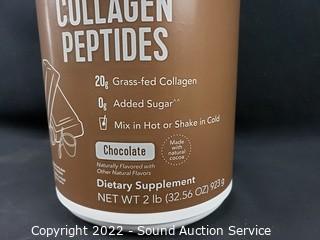 COLLAGEN
PEPTIDES
20g Grass-fed Collagen
0g Added Sugar^^
Mix in Hot or Shake in Cold
Chocolate
Made with natural cocoa
Naturally Flavored with
Other Natural Flavors
Dietary Supplement
NET WT 2 lb (32.56 OZ) 923 g
Copyright 2022 - Sound Auction Service